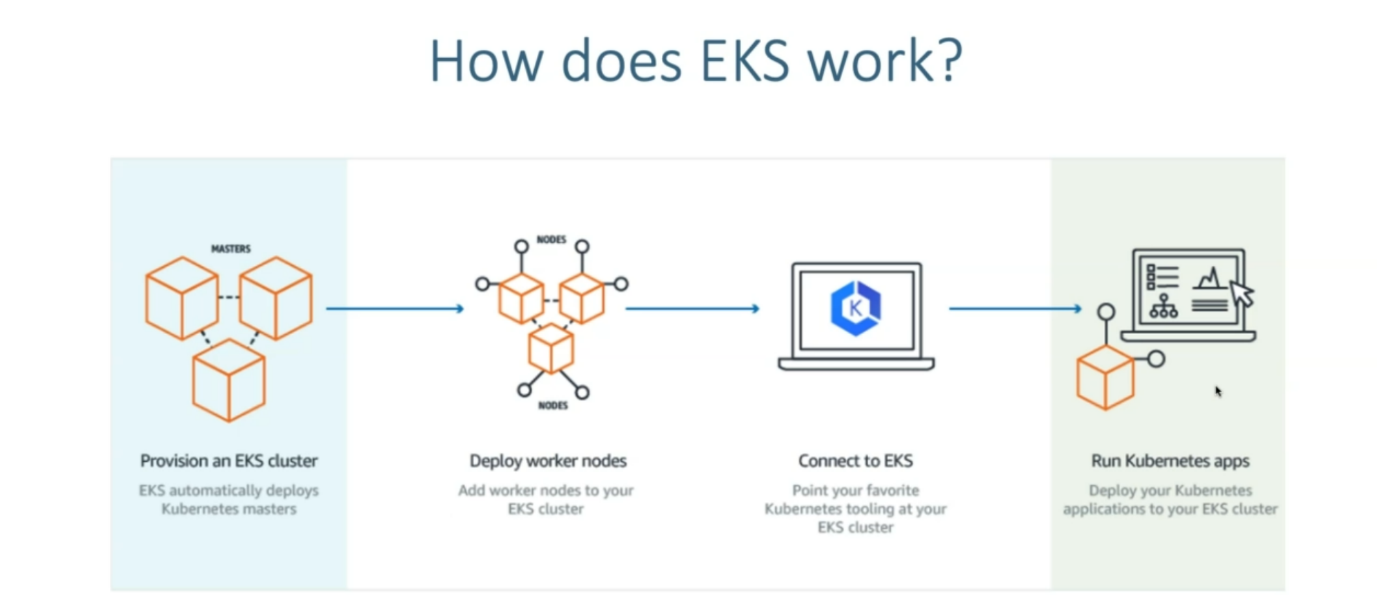 How does EKS work?
MASTERS
NODES
NODES
K
Provision an EKS cluster
EKS automatically deploys
Kubernetes masters
Deploy worker nodes
Add worker nodes to your
EKS cluster
Connect to EKS
Point your favorite
Kubernetes tooling at your
EKS cluster
Run Kubernetes apps
Deploy your Kubernetes
applications to your EKS cluster